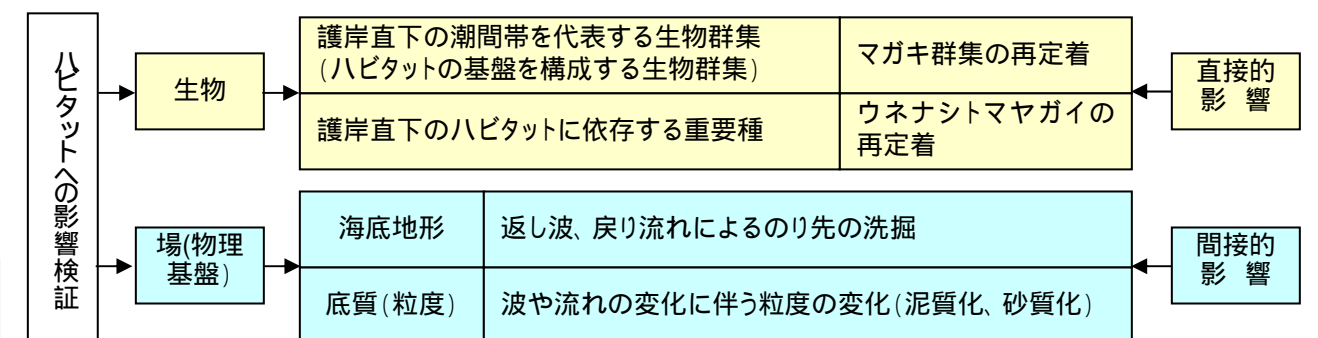 ハビタットへの影響検証
生物
護岸直下の潮間帯を代表する生物群集
(ハビタットの基盤を構成する生物群集)
マガキ群集の再定着
直接的
影 響
護岸直下のハビタットに依存する重要種
ウネナシトマヤガイの
再定着
場(物理
基盤)
海底地形
返し波、戻り流れによるのり先の洗掘
間接的
影 響
底質(粒度)
波や流れの変化に伴う粒度の変化(泥質化、砂質化)